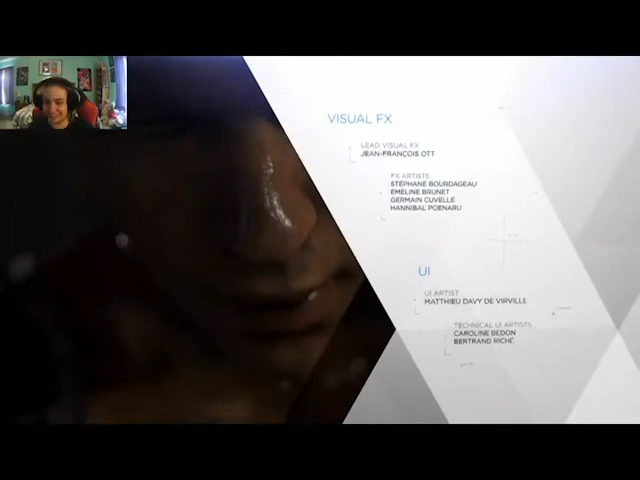 VISUAL FX
LEAD VISUAL FX
JEAN-FRANÇOIS OTT
FX ARTISTS
STÉPHANE BOURDAGEAU
EMELINE BRUNET
GERMAIN CUVELLE
HANNIBAL POENARU
UI
UI ARTIST
MATTHIEU DAVY DE VIRVILLE
TECHNICAL UI ARTISTS
CAROLINE BEDON
BERTRAND RICHÉ